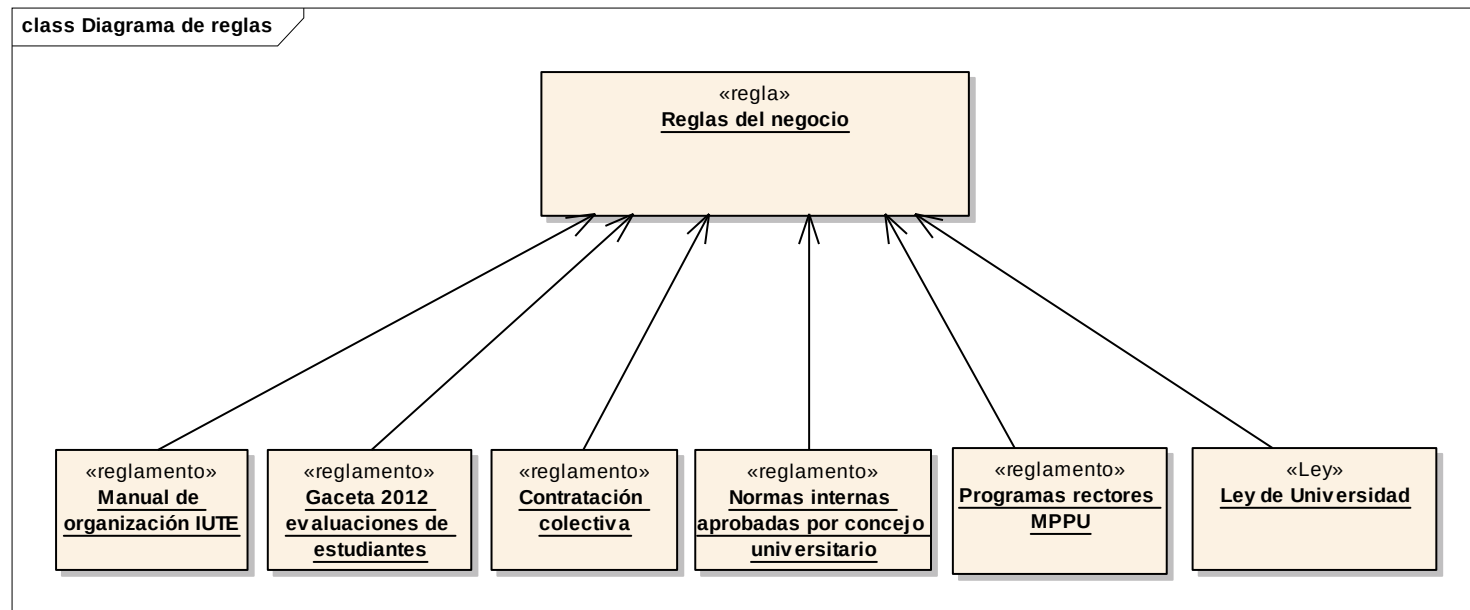 class Diagrama de reglas
«regla»
Reglas del negocio
«reglamento»
Manual de
organización IUTE
«reglamento»
Gaceta 2012
evaluaciones de
estudiantes
«reglamento»
Contratación
colectiva
«reglamento»
Normas internas
aprobadas por concejo
universitario
«reglamento»
Programas rectores
MPPU
«Ley»
Ley de Universidad